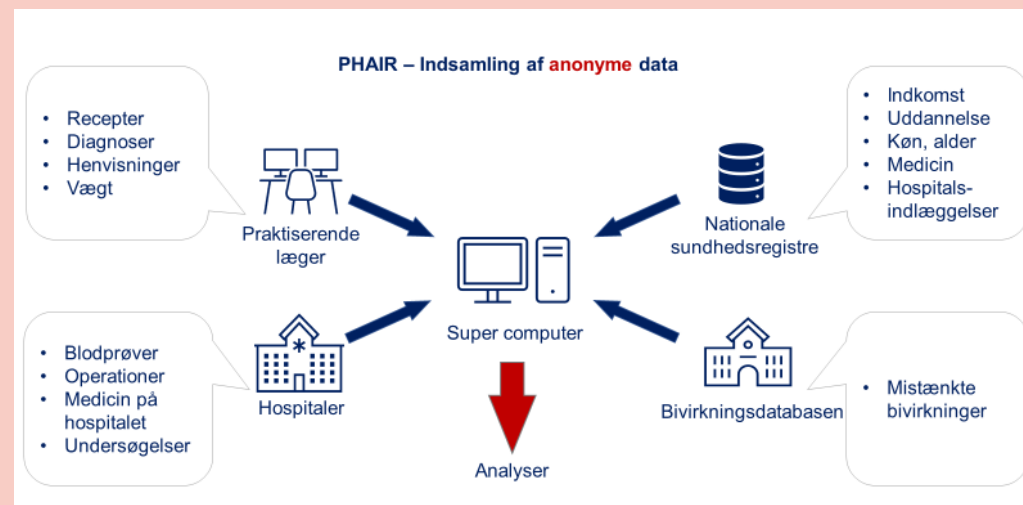 PHAIR – Indsamling af anonyme data
• Recepter
• Diagnoser
• Henvisninger
• Vægt
Praktiserende
læger
• Indkomst
• Uddannelse
• Køn, alder
• Medicin
• Hospitals-
indlæggelser
Nationale
sundhedsregistre
Super computer
• Blodprøver
• Operationer
• Medicin på
hospitalet
• Undersøgelser
Hospitaler
Bivirkningsdatabasen
• Mistænkte
bivirkninger
Analyser